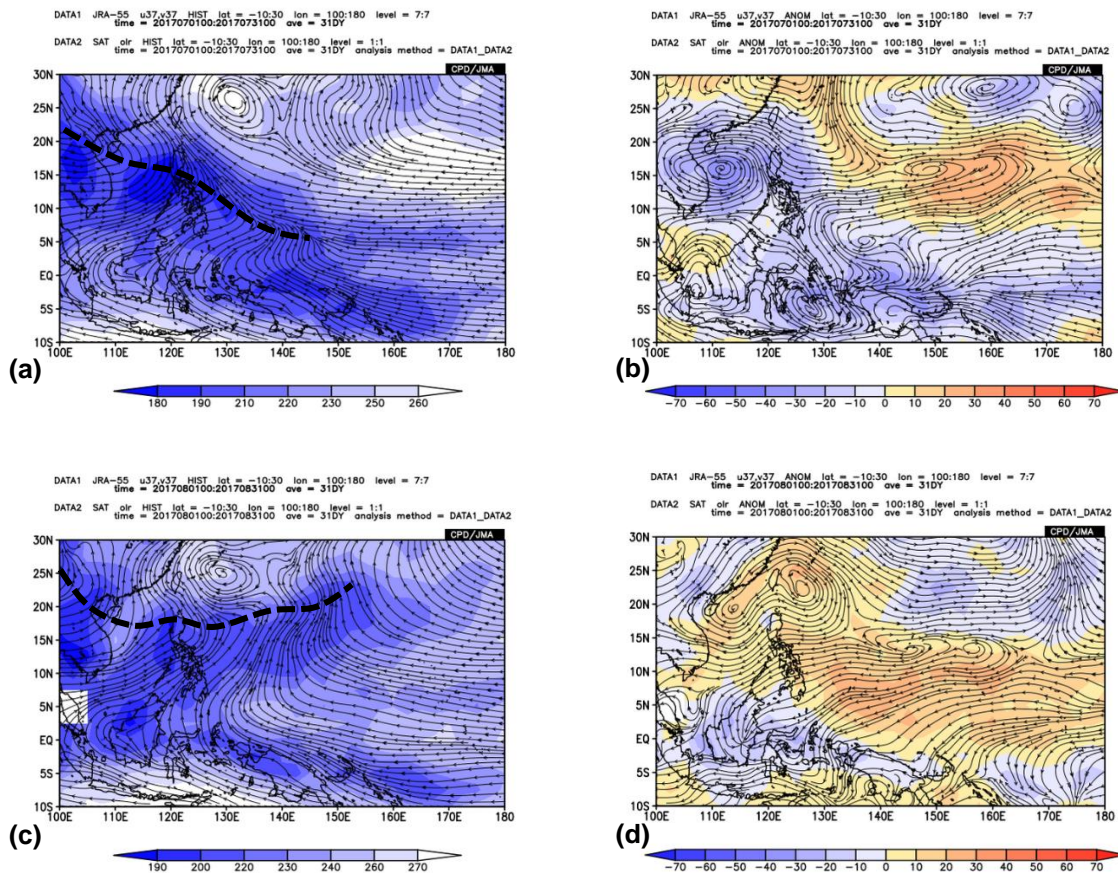 DATA1 JRA-55 u37,v37 HIST lat = -10:30 lon = 100:180 level = 7:7
time = 2017070100:2017073100 ave = 31DY
DATA2 SAT olr HIST lat = -10:30 lon = 100:180 level = 1:1
time = 2017070100:2017073100 ave = 31DY analysis method = DATA1_DATA2
CPD/JMA
30N
25N
20N
15N
10N
5N
EQ
5S
10S
100E 110E 120E 130E 140E 150E 160E 170E 180
(a)
180 190 210 220 230 250 260
DATA1 JRA-55 u37,v37 ANOM lat = -10:30 lon = 100:180 level = 7:7
time = 2017070100:2017073100 ave = 31DY
DATA2 SAT olr ANOM lat = -10:30 lon = 100:180 level = 1:1
time = 2017070100:2017073100 ave = 31DY analysis method = DATA1_DATA2
CPD/JMA
30N
25N
20N
15N
10N
5N
EQ
5S
10S
100E 110E 120E 130E 140E 150E 160E 170E 180
(b)
-70 -60 -50 -40 -30 -20 -10 0 10 20 30 40 50 60 70
DATA1 JRA-55 u37,v37 HIST lat = -10:30 lon = 100:180 level = 7:7
time = 2017080100:2017083100 ave = 31DY
DATA2 SAT olr HIST lat = -10:30 lon = 100:180 level = 1:1
time = 2017080100:2017083100 ave = 31DY analysis method = DATA1_DATA2
CPD/JMA
30N
25N
20N
15N
10N
5N
EQ
5S
10S
100E 110E 120E 130E 140E 150E 160E 170E 180
(c)
190 200 220 230 240 260 270
DATA1 JRA-55 u37,v37 ANOM lat = -10:30 lon = 100:180 level = 7:7
time = 2017080100:2017083100 ave = 31DY
DATA2 SAT olr ANOM lat = -10:30 lon = 100:180 level = 1:1
time = 2017080100:2017083100 ave = 31DY analysis method = DATA1_DATA2
CPD/JMA
30N
25N
20N
15N
10N
5N
EQ
5S
10S
100E 110E 120E 130E 140E 150E 160E 170E 180
(d)
-70 -60 -50 -40 -30 -20 -10 0 10 20 30 40 50 60 70